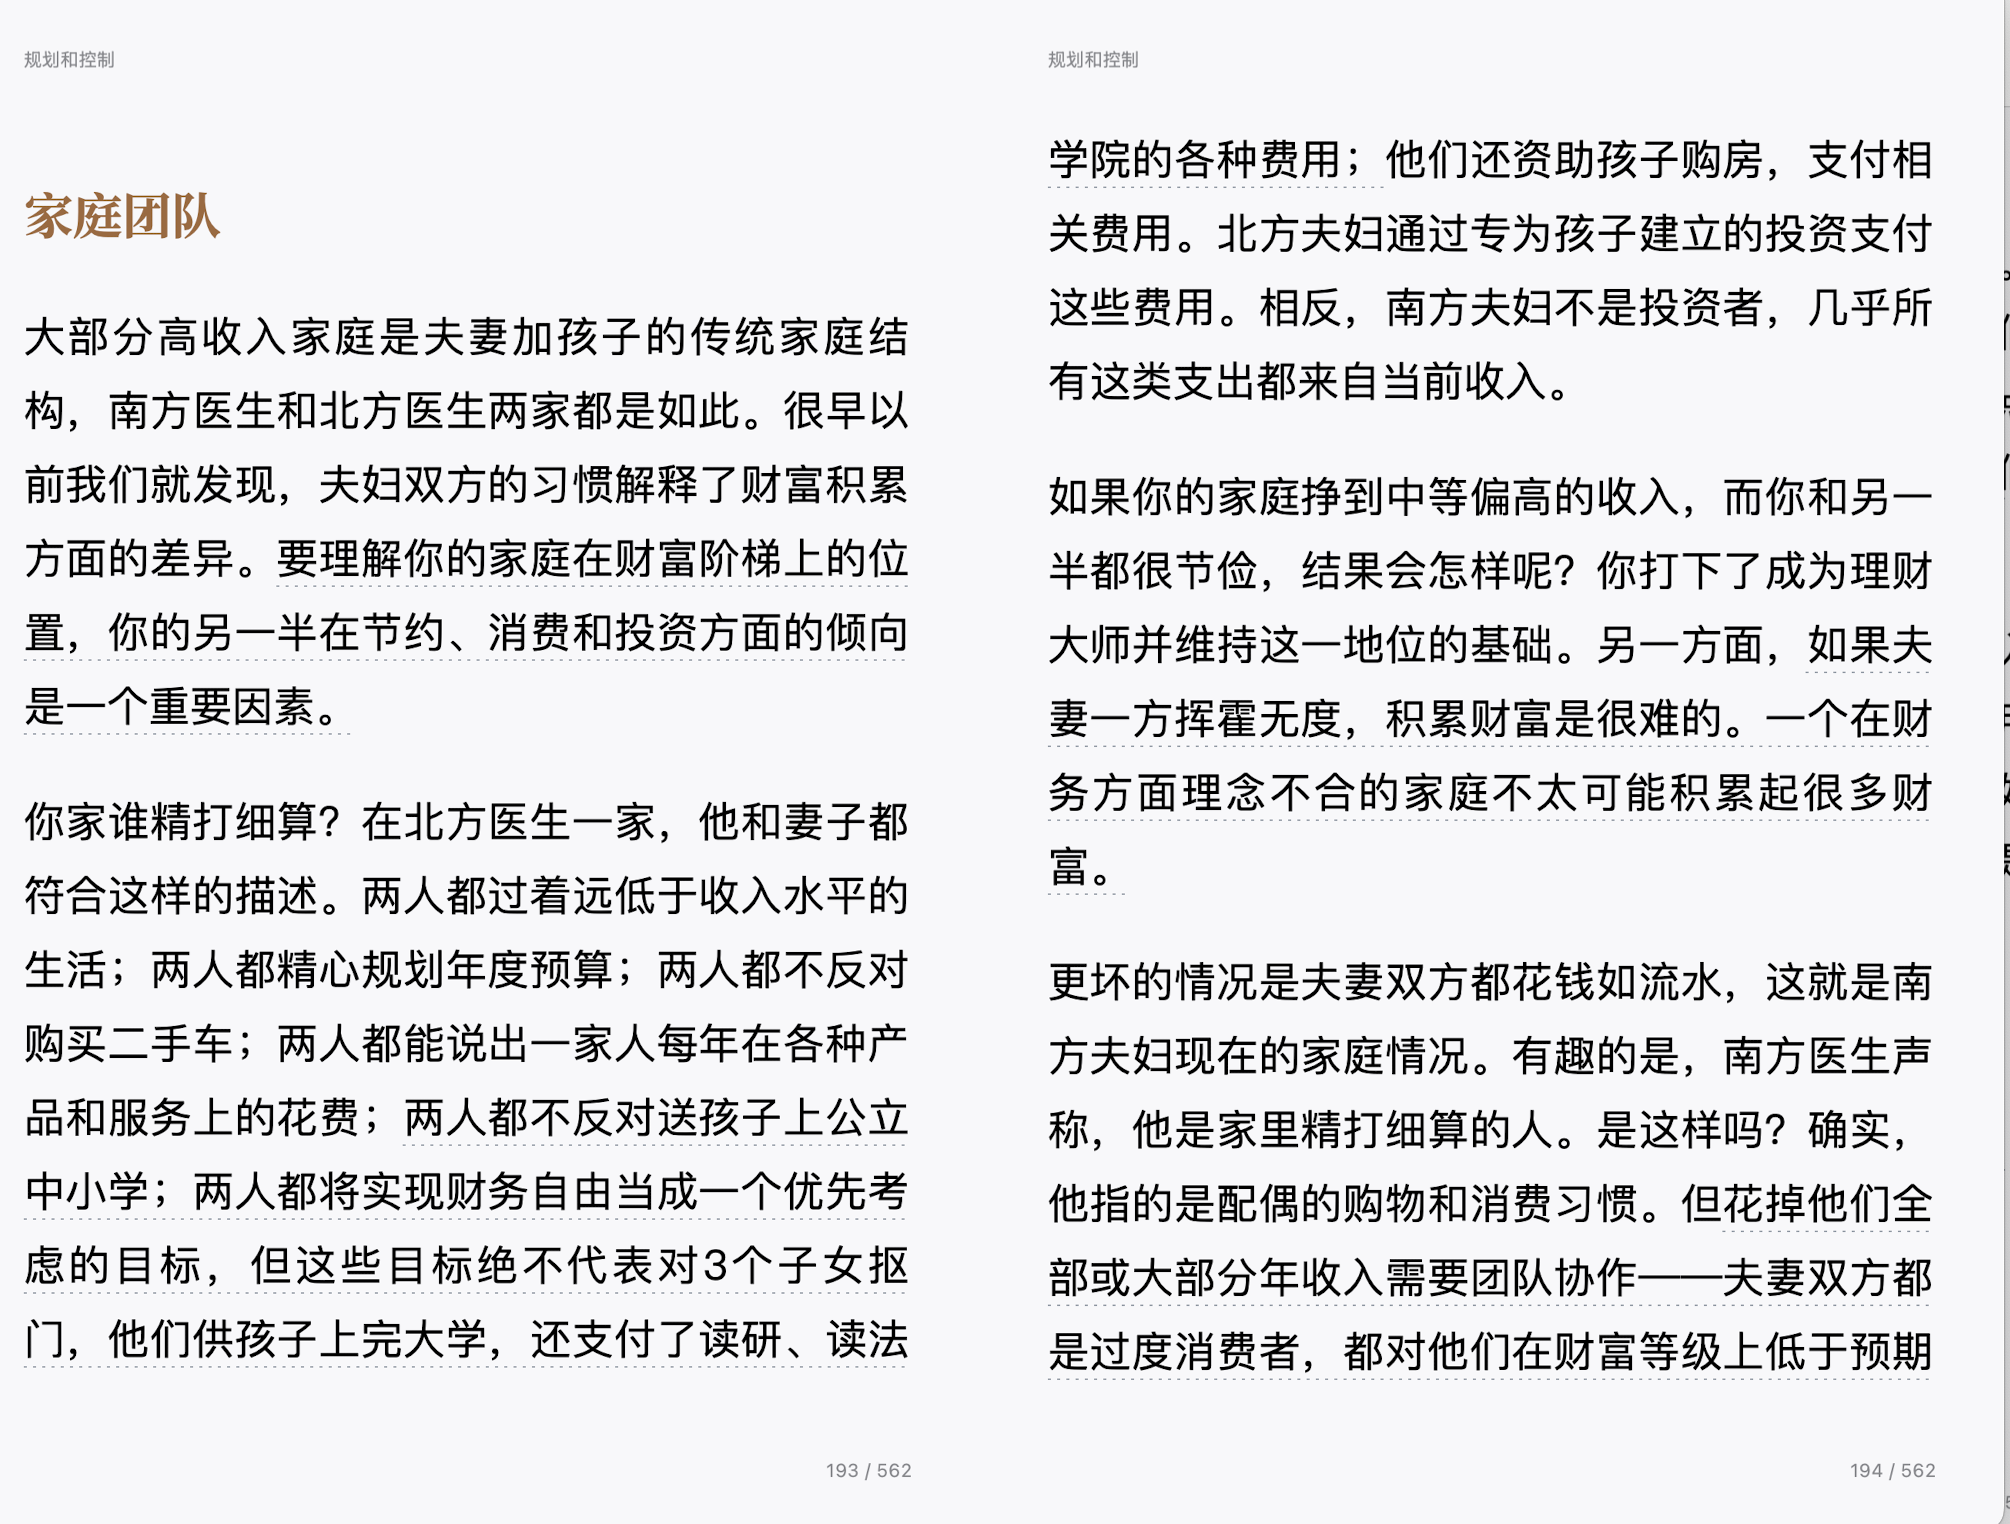 规划和控制
家庭团队
大部分高收入家庭是夫妻加孩子的传统家庭结
构，南方医生和北方医生两家都是如此。很早以
前我们就发现，夫妇双方的习惯解释了财富积累
方面的差异。要理解你的家庭在财富阶梯上的位
置，你的另一半在节约、消费和投资方面的倾向
是一个重要因素。
你家谁精打细算？在北方医生一家，他和妻子都
符合这样的描述。两人都过着远低于收入水平的
生活；两人都精心规划年度预算；两人都不反对
购买二手车；两人都能说出一家人每年在各种产
品和服务上的花费；两人都不反对送孩子上公立
中小学；两人都将实现财务自由当成一个优先考
虑的目标，但这些目标绝不代表对3个子女抠
门，他们供孩子上完大学，还支付了读研、读法
193 / 562
规划和控制
学院的各种费用；他们还资助孩子购房，支付相
关费用。北方夫妇通过专为孩子建立的投资支付
这些费用。相反，南方夫妇不是投资者，几乎所
有这类支出都来自当前收入。
如果你的家庭挣到中等偏高的收入，而你和另一
半都很节俭，结果会怎样呢？你打下了成为理财
大师并维持这一地位的基础。另一方面，如果夫
妻一方挥霍无度，积累财富是很难的。一个在财
务方面理念不合的家庭不太可能积累起很多财
富。
更坏的情况是夫妻双方都花钱如流水，这就是南
方夫妇现在的家庭情况。有趣的是，南方医生声
称，他是家里精打细算的人。是这样吗？确实，
他指的是配偶的购物和消费习惯。但花掉他们全
部或大部分年收入需要团队协作——夫妻双方都
是过度消费者，都对他们在财富等级上低于预期
194 / 562